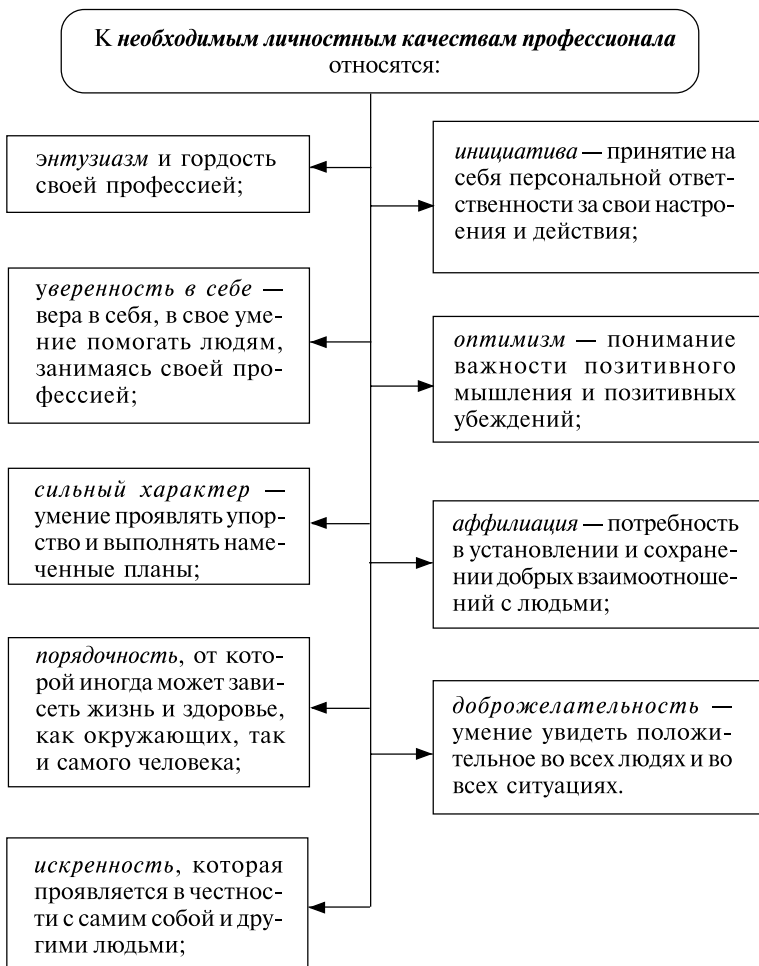 К необходимым личностным качествам профессионала
относятся:
энтузиазм и гордость
своей профессией;
уверенность в себе —
вера в себя, в свое уме-
ние помогать людям,
занимаясь своей про-
фессией;
сильный характер —
умение проявлять упор-
ство и выполнять наме-
ченные планы;
порядочность, от кото-
рой иногда может зави-
сеть жизнь и здоровье,
как окружающих, так
и самого человека;
искренность, которая
проявляется в честнос-
ти с самим собой и дру-
гими людьми;
инициатива — принятие на
себя персональной ответ-
ственности за свои настро-
ения и действия;
оптимизм — понимание
важности позитивного
мышления и позитивных
убеждений;
аффилиация — потребность
в установлении и сохране-
нии добрых взаимоотноше-
ний с людьми;
доброжелательность —
умение увидеть положи-
тельное во всех людях и во
всех ситуациях.